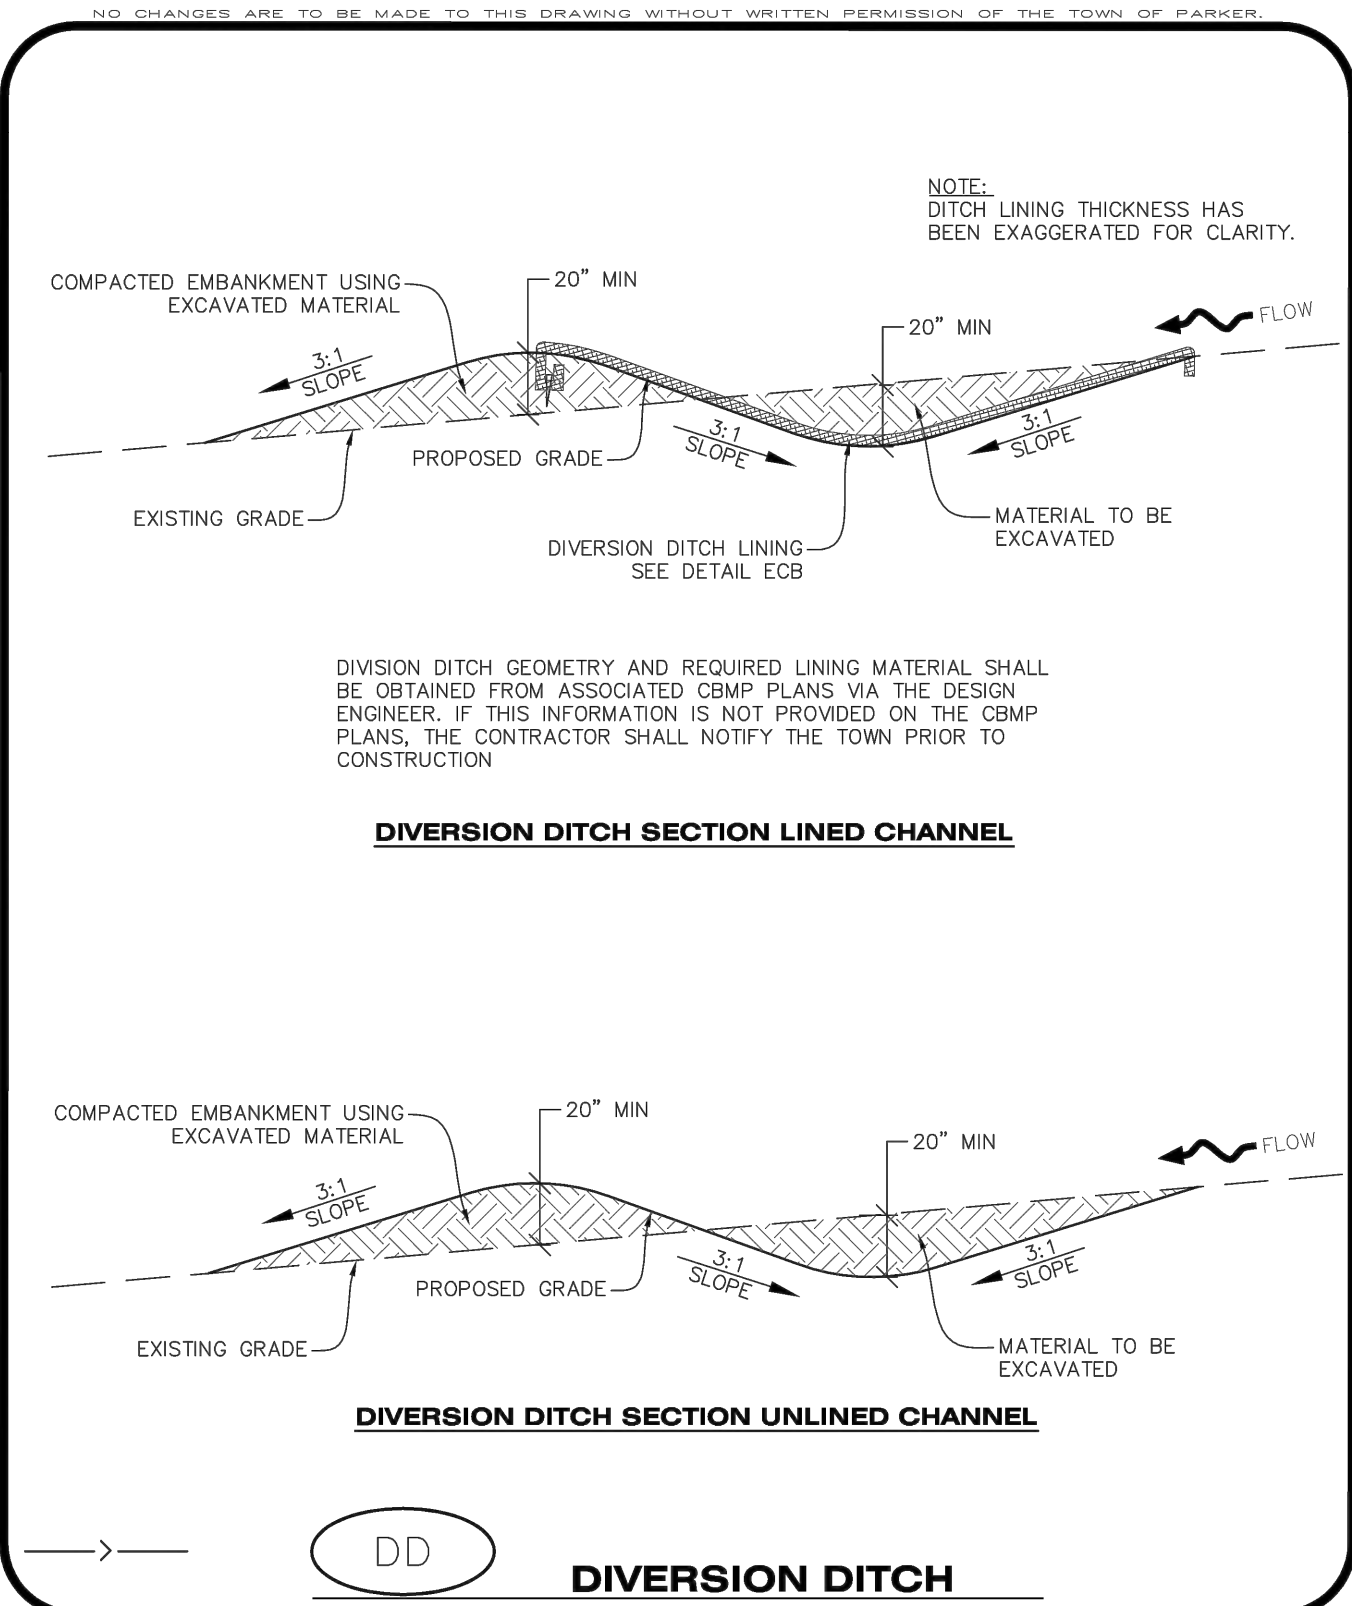 NO CHANGES ARE TO BE MADE TO THIS DRAWING WITHOUT WRITTEN PERMISSION OF THE TOWN OF PARKER.
NOTE:
DITCH LINING THICKNESS HAS
BEEN EXAGGERATED FOR CLARITY.
COMPACTED EMBANKMENT USING
EXCAVATED MATERIAL
20" MIN
20" MIN
FLOW
3:1
SLOPE
3:1
SLOPE
3:1
SLOPE
PROPOSED GRADE
EXISTING GRADE
MATERIAL TO BE
EXCAVATED
DIVERSION DITCH LINING
SEE DETAIL ECB
DIVISION DITCH GEOMETRY AND REQUIRED LINING MATERIAL SHALL
BE OBTAINED FROM ASSOCIATED CBMP PLANS VIA THE DESIGN
ENGINEER. IF THIS INFORMATION IS NOT PROVIDED ON THE CBMP
PLANS, THE CONTRACTOR SHALL NOTIFY THE TOWN PRIOR TO
CONSTRUCTION
DIVERSION DITCH SECTION LINED CHANNEL
COMPACTED EMBANKMENT USING
EXCAVATED MATERIAL
20" MIN
20" MIN
FLOW
3:1
SLOPE
3:1
SLOPE
3:1
SLOPE
PROPOSED GRADE
EXISTING GRADE
MATERIAL TO BE
EXCAVATED
DIVERSION DITCH SECTION UNLINED CHANNEL
DD
DIVERSION DITCH